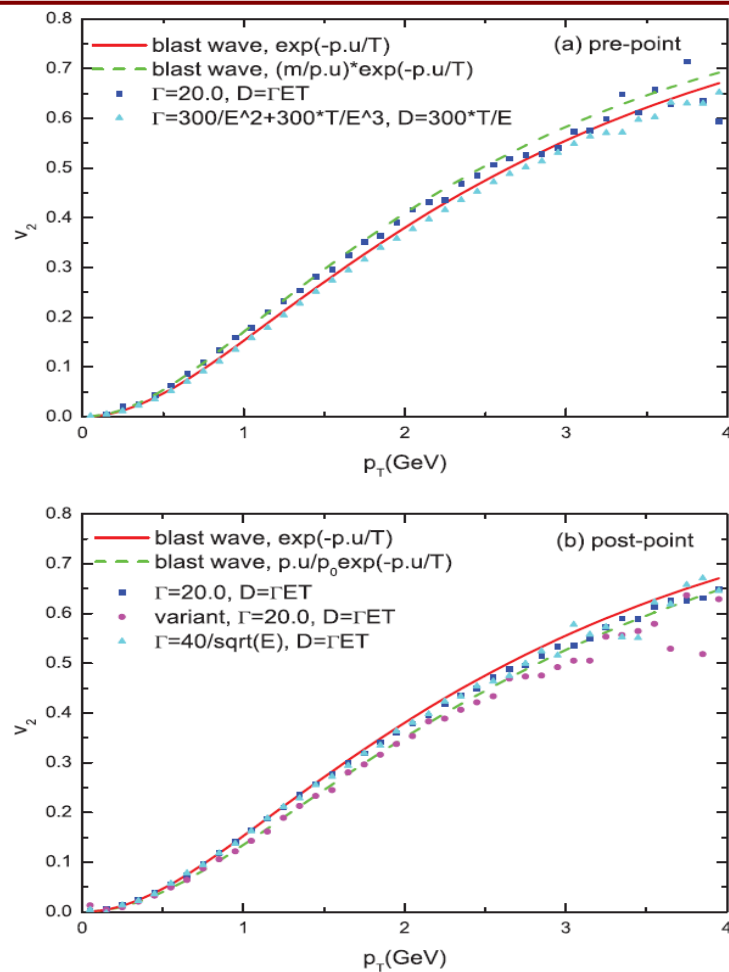 0.8
0.7
0.6
0.5
0.4
0.3
0.2
0.1
0.0
v2
blast wave, exp(-p.u/T)
blast wave, (m/p.u)*exp(-p.u/T)
Γ=20.0, D=ΓET
Γ=300/E^2+300*T/E^3, D=300*T/E
(a) pre-point
0 1 2 3 4
pT(GeV)
0.8
0.7
0.6
0.5
0.4
0.3
0.2
0.1
0.0
v2
blast wave, exp(-p.u/T)
blast wave, p.u/p0exp(-p.u/T)
Γ=20.0, D=ΓET
variant, Γ=20.0, D=ΓET
Γ=40/sqrt(E), D=ΓET
(b) post-point
0 1 2 3 4
pT(GeV)